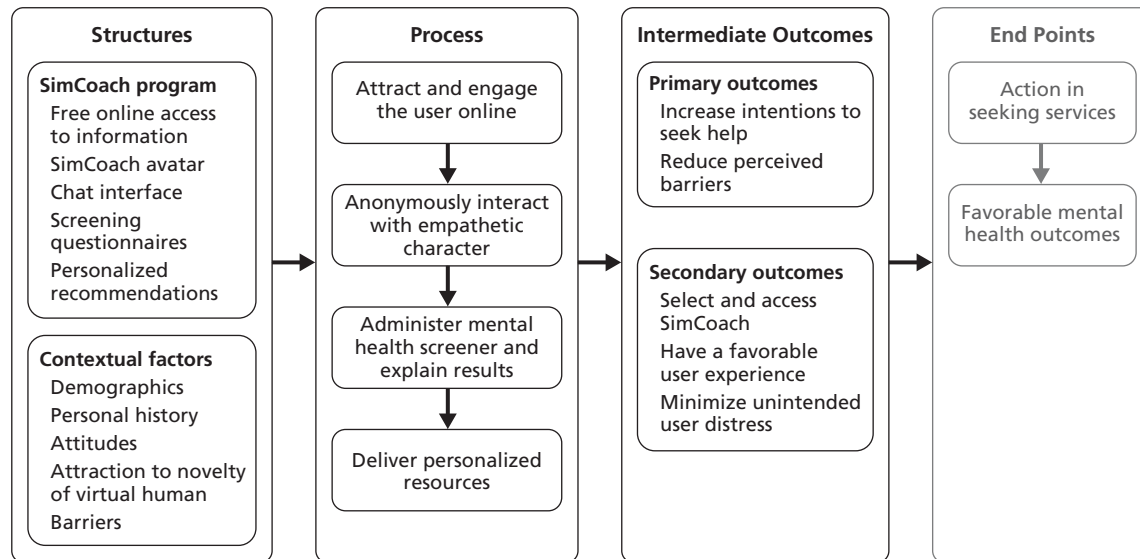 Structures
SimCoach program
Free online access
to information
SimCoach avatar
Chat interface
Screening
questionnaires
Personalized
recommendations
Contextual factors
Demographics
Personal history
Attitudes
Attraction to novelty
of virtual human
Barriers
Process
Attract and engage
the user online
Anonymously interact
with empathetic
character
Administer mental
health screener and
explain results
Deliver personalized
resources
Intermediate Outcomes
Primary outcomes
Increase intentions to
seek help
Reduce perceived
barriers
Secondary outcomes
Select and access
SimCoach
Have a favorable
user experience
Minimize unintended
user distress
End Points
Action in
seeking services
Favorable mental
health outcomes